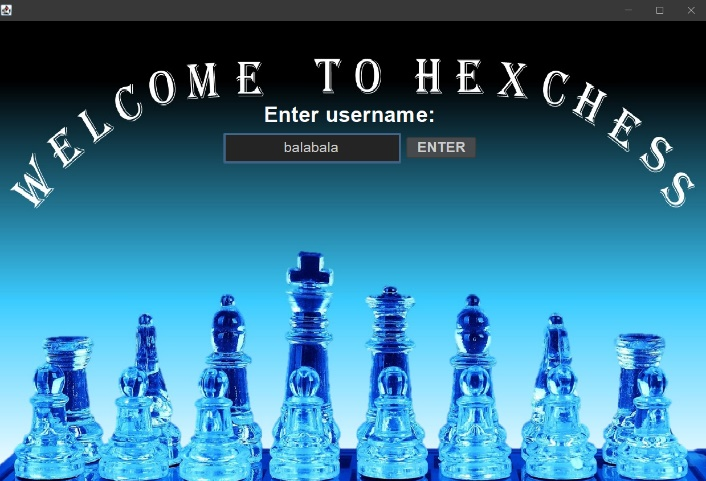 WELCOME TO HEXCHESS
Enter username:
balabala ENTER